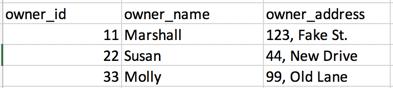 owner_id owner_name owner_address
11 Marshall 123, Fake St.
22 Susan 44, New Drive
33 Molly 99, Old Lane